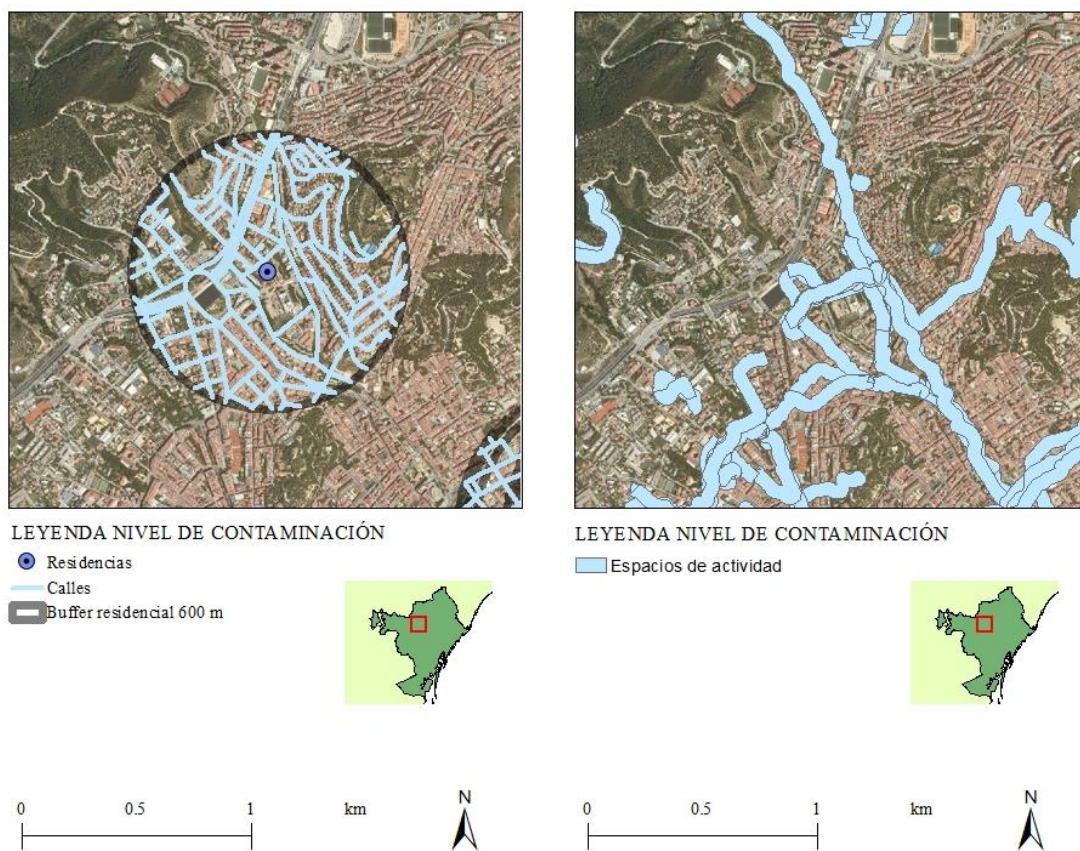 LEYENDA NIVEL DE CONTAMINACIÓN
Residências
Calles
Buffer residencial 600 m
0 0.5 1 km
N
LEYENDA NIVEL DE CONTAMINACIÓN
Espacios de actividad
0 0.5 1 km
N